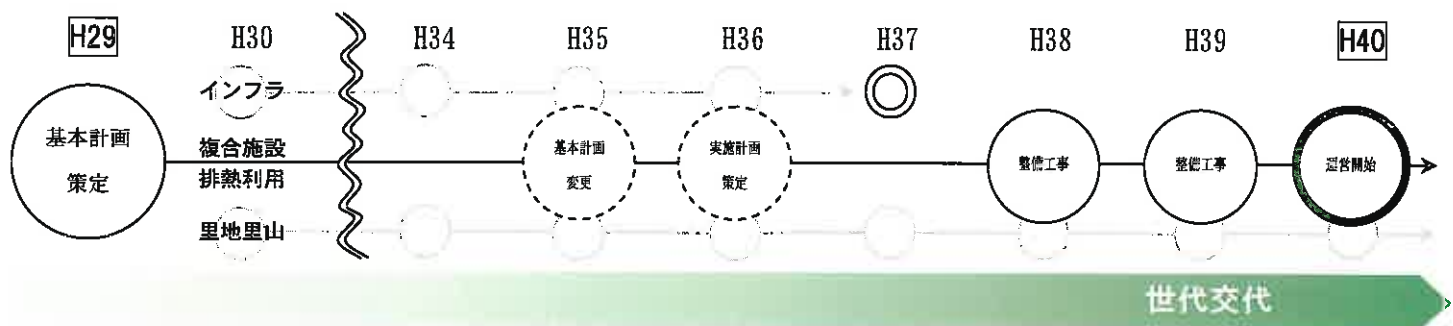 H29 H30 H34 H35 H36 H37 H38 H39 H40
インフラ
基本計画
策定
複合施設
排熱利用
基本計画
変更
実施計画
策定
整備工事
整備工事
運営開始
里地里山
世代交代